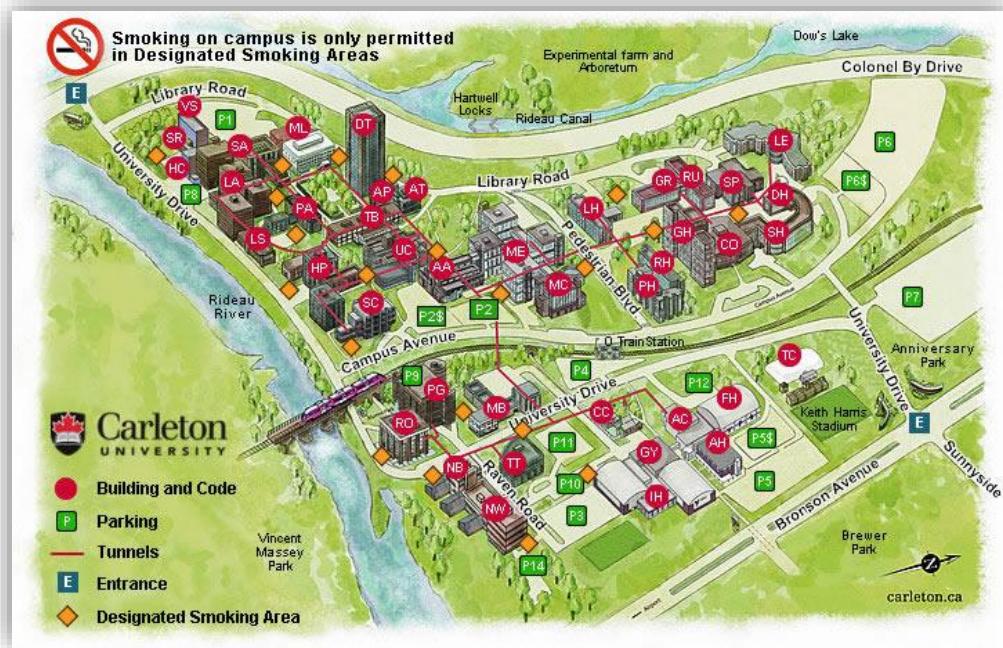 Smoking on campus is only permitted
in Designated Smoking Areas
Dow's Lake
Experimental farm and
Arboretum
Colonel By Drive
E
Hartwell
Locks
Rideau Canal
Library Road
VS
P1
ML
DT
SR
SA
HC
LA
P8
University Drive
PA
AP
AT
TB
Library Road
LE
P6
P6$
GR
RU
SP
DH
LH
GH
CO
SH
LS
HP
UC
AA
ME
MC
Pedestrian Blvd
RH
PH
SC
P2$
P2
Campus Avenue
Campus Avenue
Rideau
River
O Train Station
P7
University Drive
Anniversary
Park
TC
P9
PG
P4
P12
FH
MB
University Drive
CC
AC
Keith Harris
Stadium
E
RO
P11
AH
P5$
GY
NB
TT
P10
P5
Raven Road
NW
P3
IH
Bronson Avenue
Sunnyside
P14
Vincent
Massey
Park
Brewer
Park
Airport
Z
carleton.ca
Carleton
UNIVERSITY
Building and Code
P Parking
Tunnels
E Entrance
Designated Smoking Area